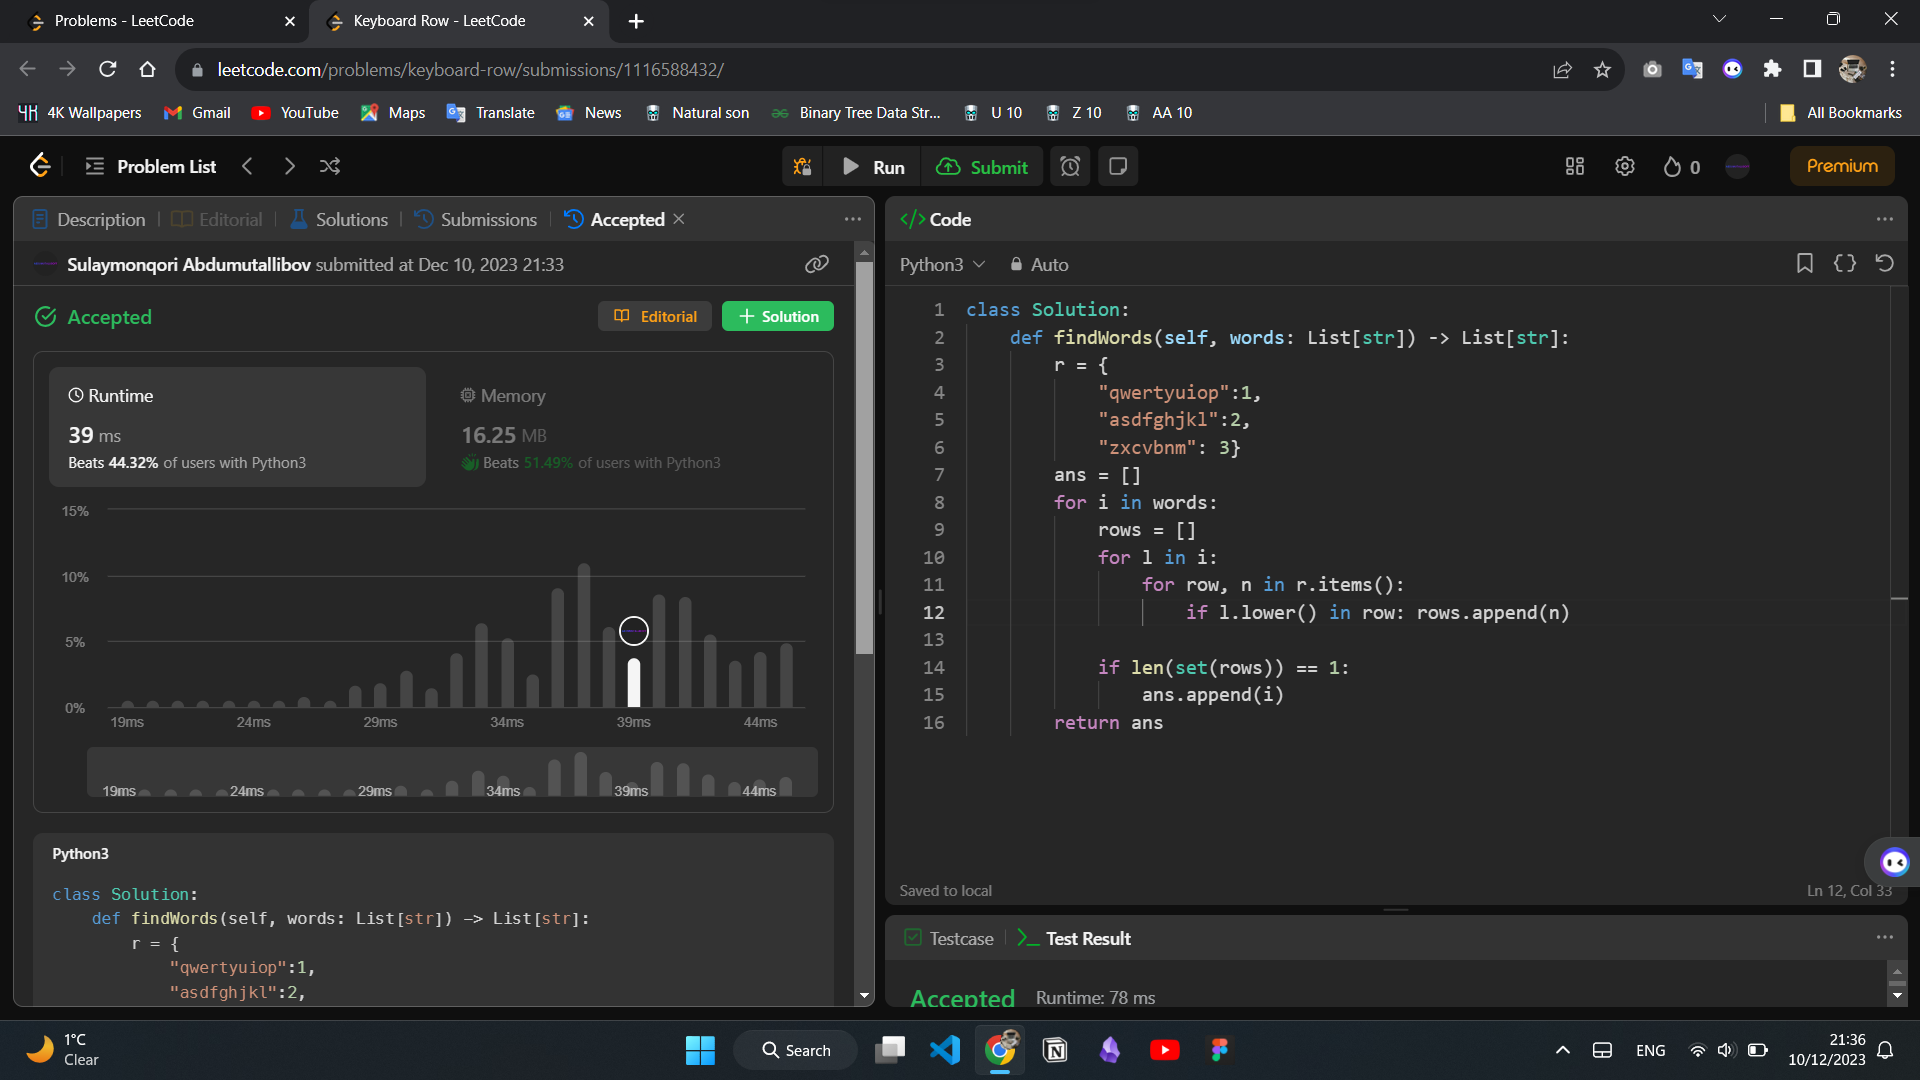 Problems - LeetCode
Keyboard Row - LeetCode
leetcode.com/problems/keyboard-row/submissions/1116588432/
4K Wallpapers
Gmail
YouTube
Maps
Translate
News
Natural son
Binary Tree Data Str...
U 10
Z 10
AA 10
All Bookmarks
Problem List
Run
Submit
0
Premium
Description
Editorial
Solutions
Submissions
Accepted
Sulaymonqori Abdumutallibov submitted at Dec 10, 2023 21:33
Accepted
Editorial
Solution
Runtime
39 ms
Beats 44.32% of users with Python3
Memory
16.25 MB
Beats 51.49% of users with Python3
15%
10%
5%
0%
19ms 24ms 29ms 34ms 39ms 44ms
19ms 24ms 29ms 34ms 39ms 44ms
Python3
class Solution:
def findWords(self, words: List[str]) -> List[str]:
r = {
"qwertyuiop":1,
"asdfghjkl":2,
</> Code
Python3
Auto
1 class Solution:
2 def findWords(self, words: List[str]) -> List[str]:
3 r = {
4 "qwertyuiop":1,
5 "asdfghjkl":2,
6 "zxcvbnm": 3}
7 ans = []
8 for i in words:
9 rows = []
10 for l in i:
11 for row, n in r.items():
12 if l.lower() in row: rows.append(n)
13
14 if len(set(rows)) == 1:
15 ans.append(i)
16 return ans
Saved to local
Ln 12, Col 33
Testcase
Test Result
Accepted
Runtime: 78 ms
1°C
Clear
Search
ENG
21:36
10/12/2023